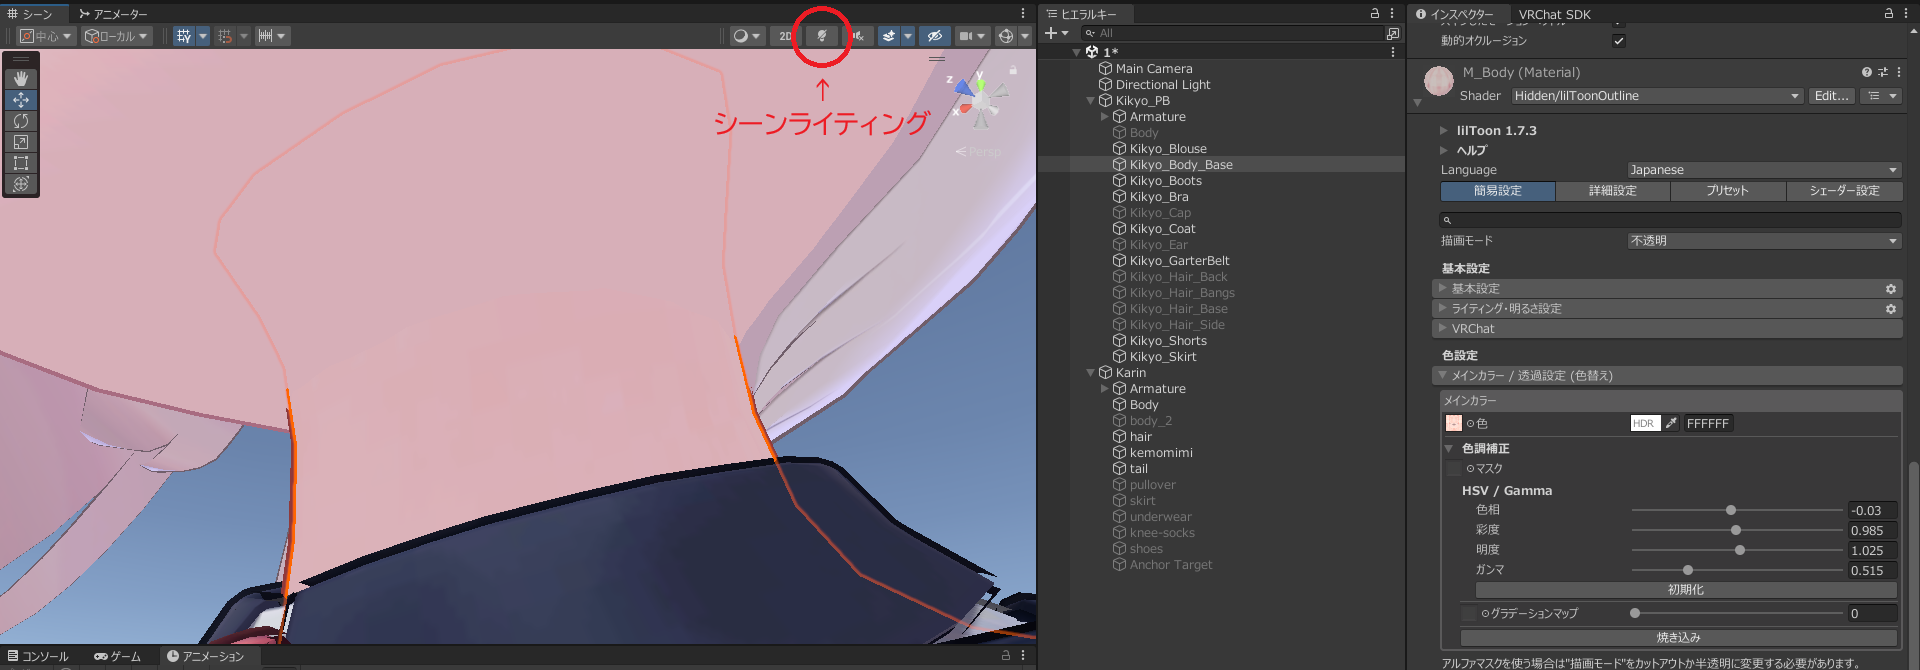 シーン
アニメーター
中心
ローカル
2D
シーンライティング
y
z
x
Persp
コンソール
ゲーム
アニメーション
ヒエラルキー
All
1*
Main Camera
Directional Light
Kikyo_PB
Armature
Body
Kikyo_Blouse
Kikyo_Body_Base
Kikyo_Boots
Kikyo_Bra
Kikyo_Cap
Kikyo_Coat
Kikyo_Ear
Kikyo_GarterBelt
Kikyo_Hair_Back
Kikyo_Hair_Bangs
Kikyo_Hair_Base
Kikyo_Hair_Side
Kikyo_Shorts
Kikyo_Skirt
Karin
Armature
Body
body_2
hair
kemomimi
tail
pullover
skirt
underwear
knee-socks
shoes
Anchor Target
インスペクター
VRChat SDK
動的オクルージョン
M_Body (Material)
Shader Hidden/lilToonOutline Edit...
lilToon 1.7.3
ヘルプ
Language Japanese
簡易設定 詳細設定 プリセット シェーダー設定
描画モード 不透明
基本設定
基本設定
ライティング・明るさ設定
VRChat
色設定
メインカラー / 透過設定 (色替え)
メインカラー
色 HDR FFFFFF
色調補正
マスク
HSV / Gamma
色相 -0.03
彩度 0.985
明度 1.025
ガンマ 0.515
初期化
グラデーションマップ 0
焼き込み
アルファマスクを使う場合は"描画モード"をカットアウトか半透明に変更する必要があります。